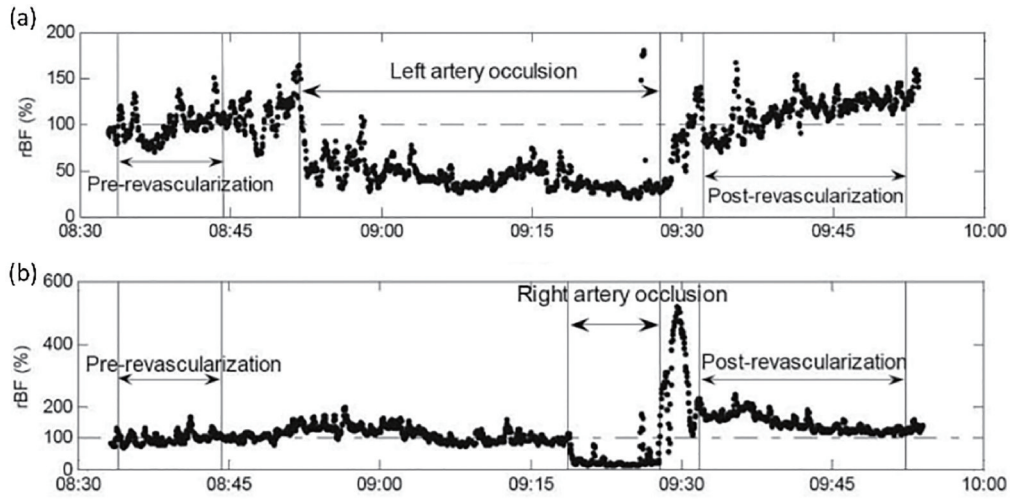 (a)
200
150
100
50
0
rBF (%)
Left artery occulsion
Pre-revascularization
Post-revascularization
08:30 08:45 09:00 09:15 09:30 09:45 10:00
(b)
600
400
200
100
0
rBF (%)
Right artery occlusion
Pre-revascularization
Post-revascularization
08:30 08:45 09:00 09:15 09:30 09:45 10:00